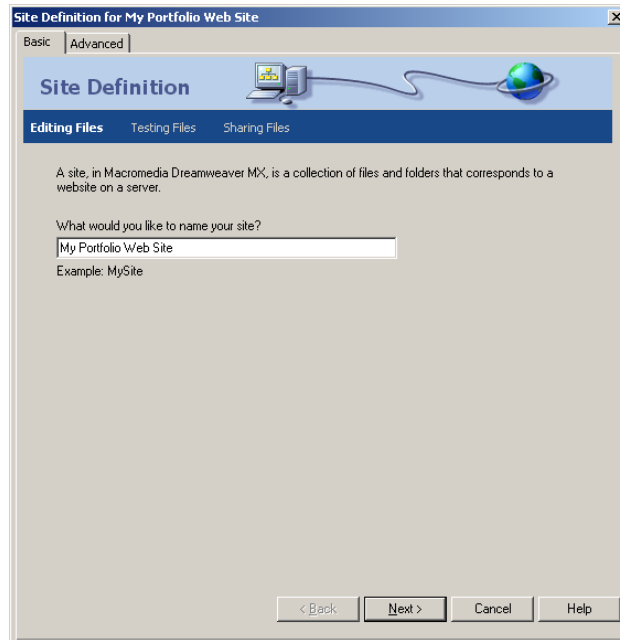 Site Definition for My Portfolio Web Site
Basic Advanced
Site Definition
Editing Files Testing Files Sharing Files
A site, in Macromedia Dreamweaver MX, is a collection of files and folders that corresponds to a
website on a server.
What would you like to name your site?
My Portfolio Web Site
Example: MySite
< Back Next > Cancel Help